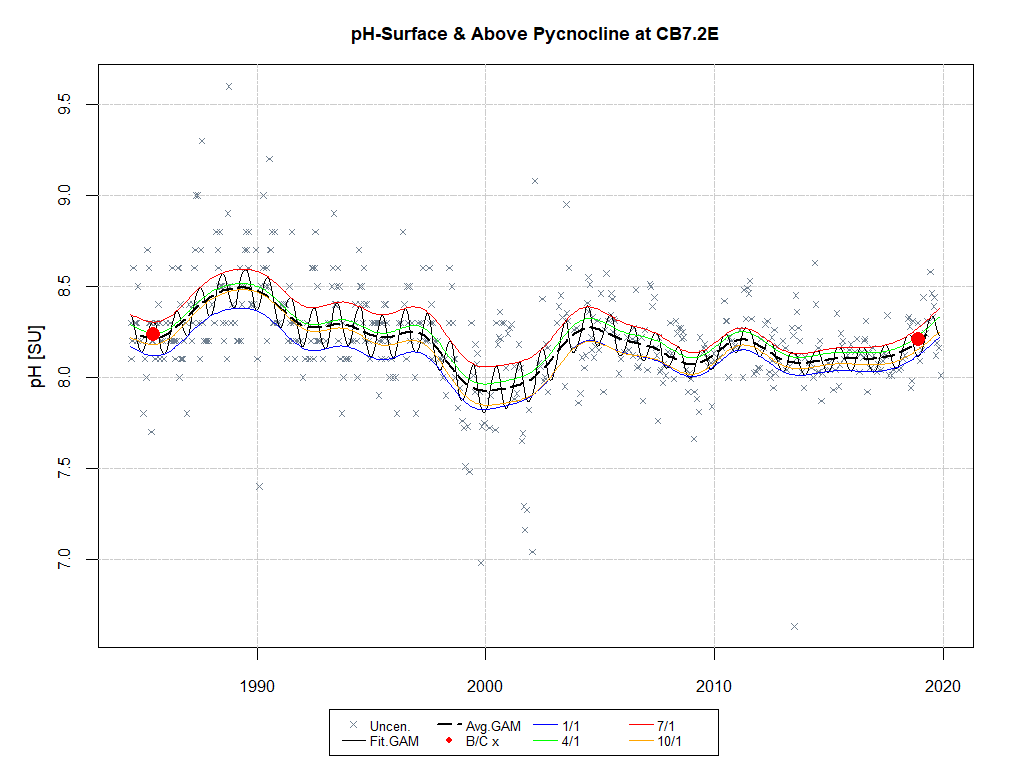 pH-Surface & Above Pycnocline at CB7.2E
pH [SU]
9.5
9.0
8.5
8.0
7.5
7.0
1990 2000 2010 2020
Uncen. Avg.GAM 1/1 7/1
Fit.GAM B/C x 4/1 10/1